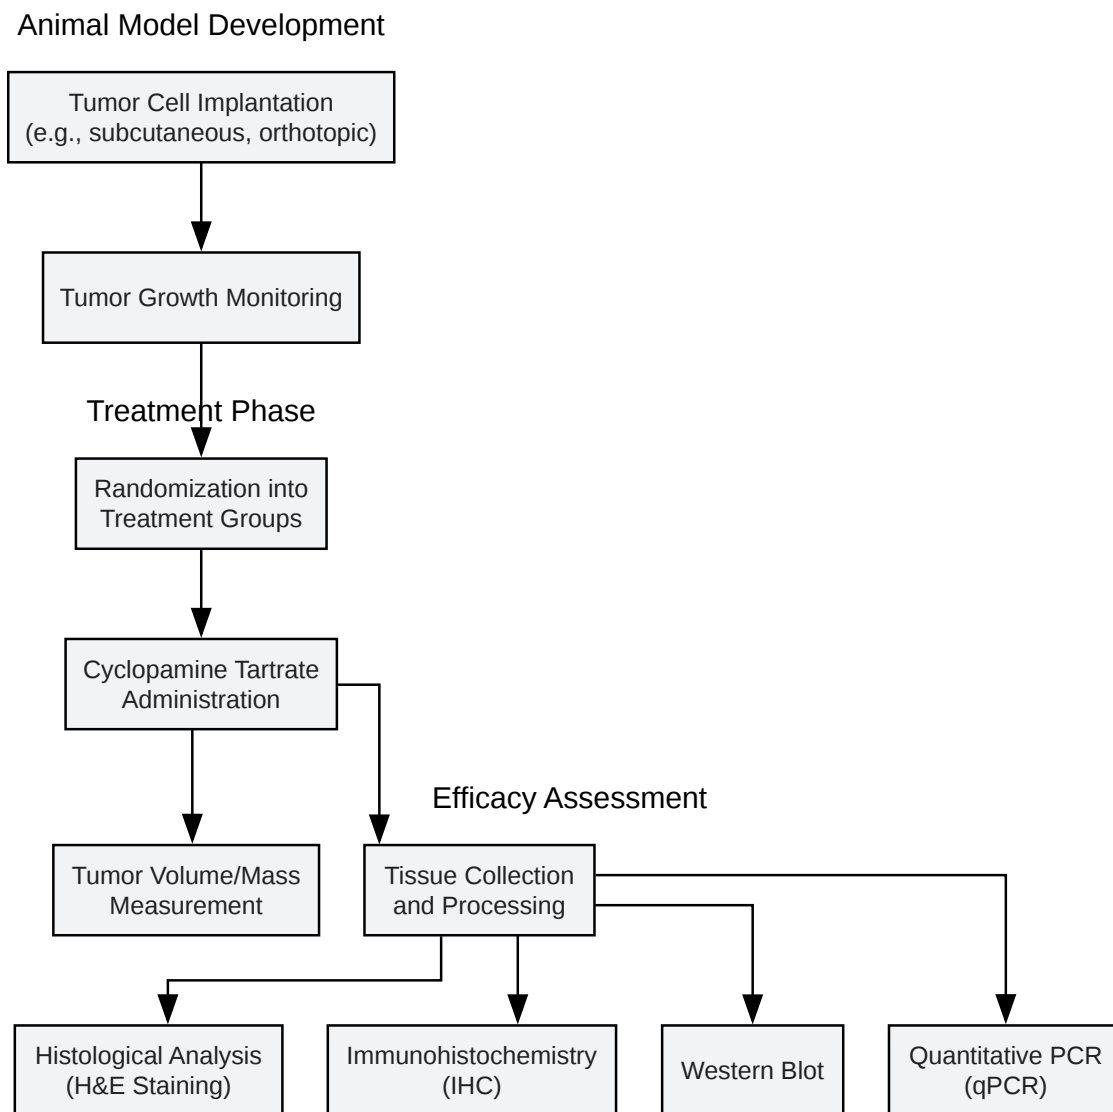 Animal Model Development
Tumor Cell Implantation
(e.g., subcutaneous, orthotopic)
Tumor Growth Monitoring
Treatment Phase
Randomization into
Treatment Groups
Cyclopamine Tartrate
Administration
Efficacy Assessment
Tumor Volume/Mass
Measurement
Tissue Collection
and Processing
Histological Analysis
(H&E Staining)
Immunohistochemistry
(IHC)
Western Blot
Quantitative PCR
(qPCR)